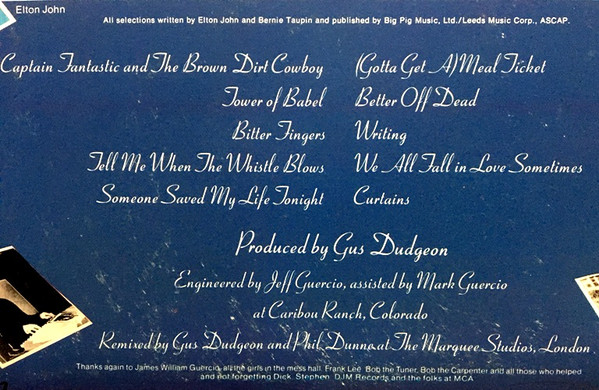 Elton John
All selections written by Elton John and Bernie Taupin and published by Big Pig Music, Ltd./Leeds Music Corp., ASCAP.
Captain Fantastic and The Brown Dirt Cowboy
Tower of Babel
Bitter Fingers
Tell Me When The Whistle Blows
Someone Saved My Life Tonight
(Gotta Get A) Meal Ticket
Better Off Dead
Writing
We All Fall in Love Sometimes
Curtains
Produced by Gus Dudgeon
Engineered by Jeff Guercio, assisted by Mark Guercio
at Caribou Ranch, Colorado
Remixed by Gus Dudgeon and Phil Dunne at The Marquee Studios, London
Thanks again to James William Guercio, all the girls in the mess hall, Frank Lee, Bob the Tuner, Bob the Carpenter and all those who helped
and not forgetting Dick, Stephen, DJM Records and the folks at MCA